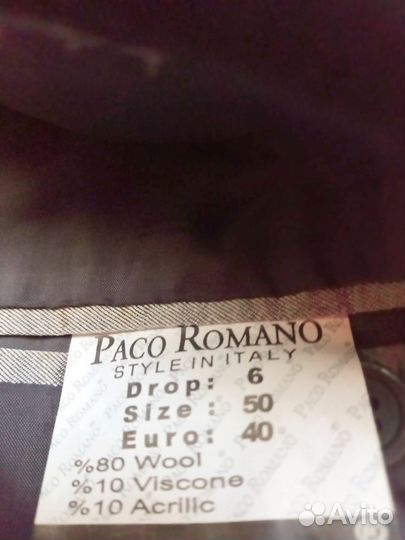 PACO ROMANO
STYLE IN ITALY
Drop: 6
Size : 50
Euro: 40
%80 Wool
%10 Viscone
%10 Acrilic
Avito